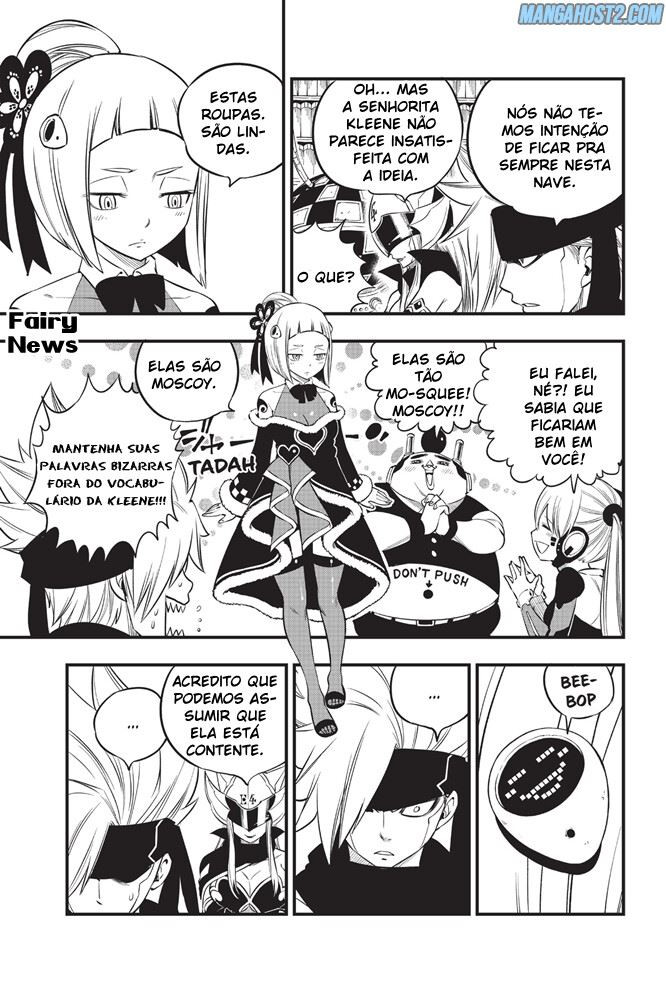 MANGAHOST2.COM
NÓS NÃO TE-
MOS INTENÇÃO
DE FICAR PRA
SEMPRE NESTA
NAVE.
OH... MAS
A SENHORITA
KLEENE NÃO
PARECE INSATIS-
FEITA COM
A IDEIA.
O QUE?
ESTAS
ROUPAS.
SÃO LIN-
DAS.
Fairy
News
EU FALEI,
NÉ?! EU
SABIA QUE
FICARIAM
BEM EM
VOCÊ!
ELAS SÃO
TÃO
MO-SQUEE!
MOSCOY!!
DON'T PUSH
TADAH
ELAS SÃO
MOSCOY.
MANTENHA SUAS
PALAVRAS BIZARRAS
FORA DO VOCABU-
LÁRIO DA KLEENE!!!
BEE-
BOP
...
ACREDITO QUE
PODEMOS AS-
SUMIR QUE
ELA ESTÁ
CONTENTE.
E4
...